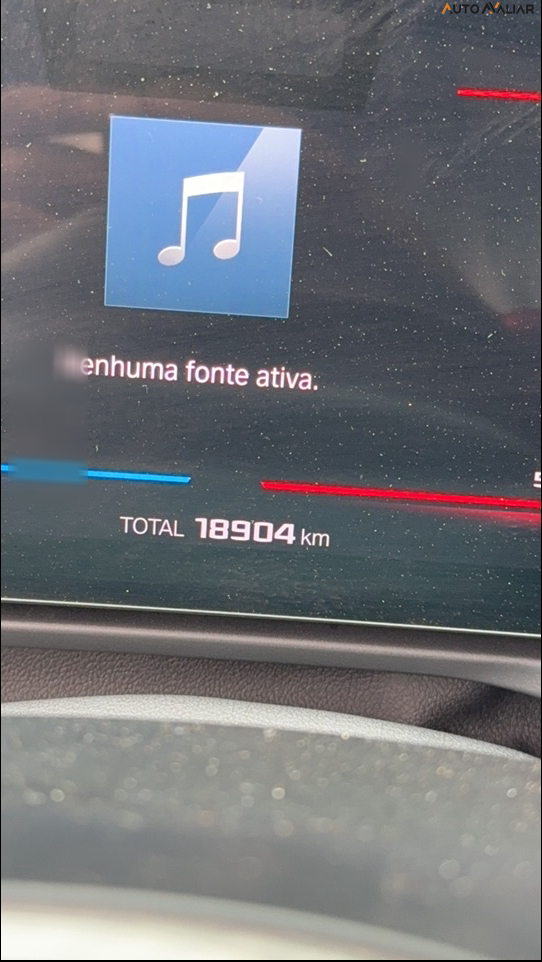 AUTO AVALIAR
enhuma fonte ativa.
TOTAL 18904 km